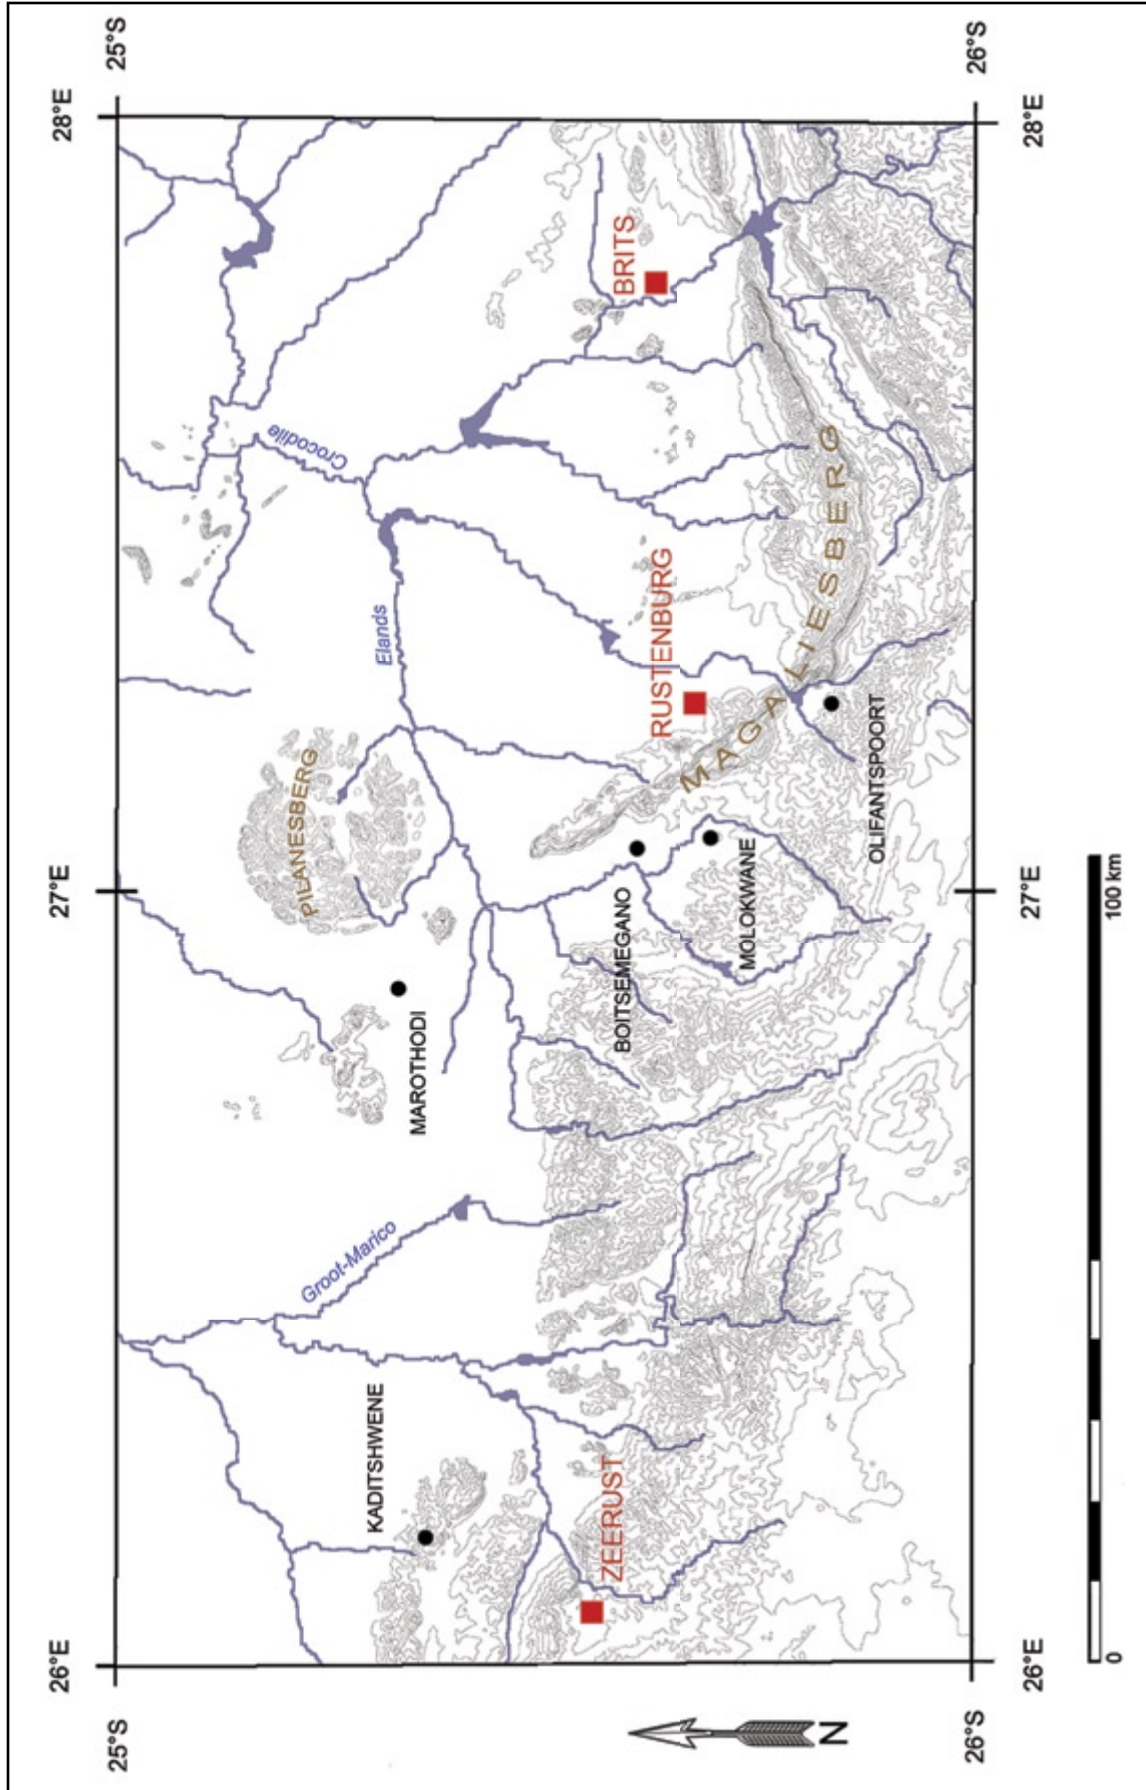 25°S
26°S
28°E
28°E
BRITS
Crocodile
MAGALIESBERG
RUSTENBURG
Elands
OLIFANTSPOORT
PILANESBERG
27°E
27°E
100 km
MOLOKWANE
BOITSEMEGANO
MAROTHODI
Groot-Marico
KADITSHWENE
ZEERUST
26°E
26°E
0
25°S
26°S
N